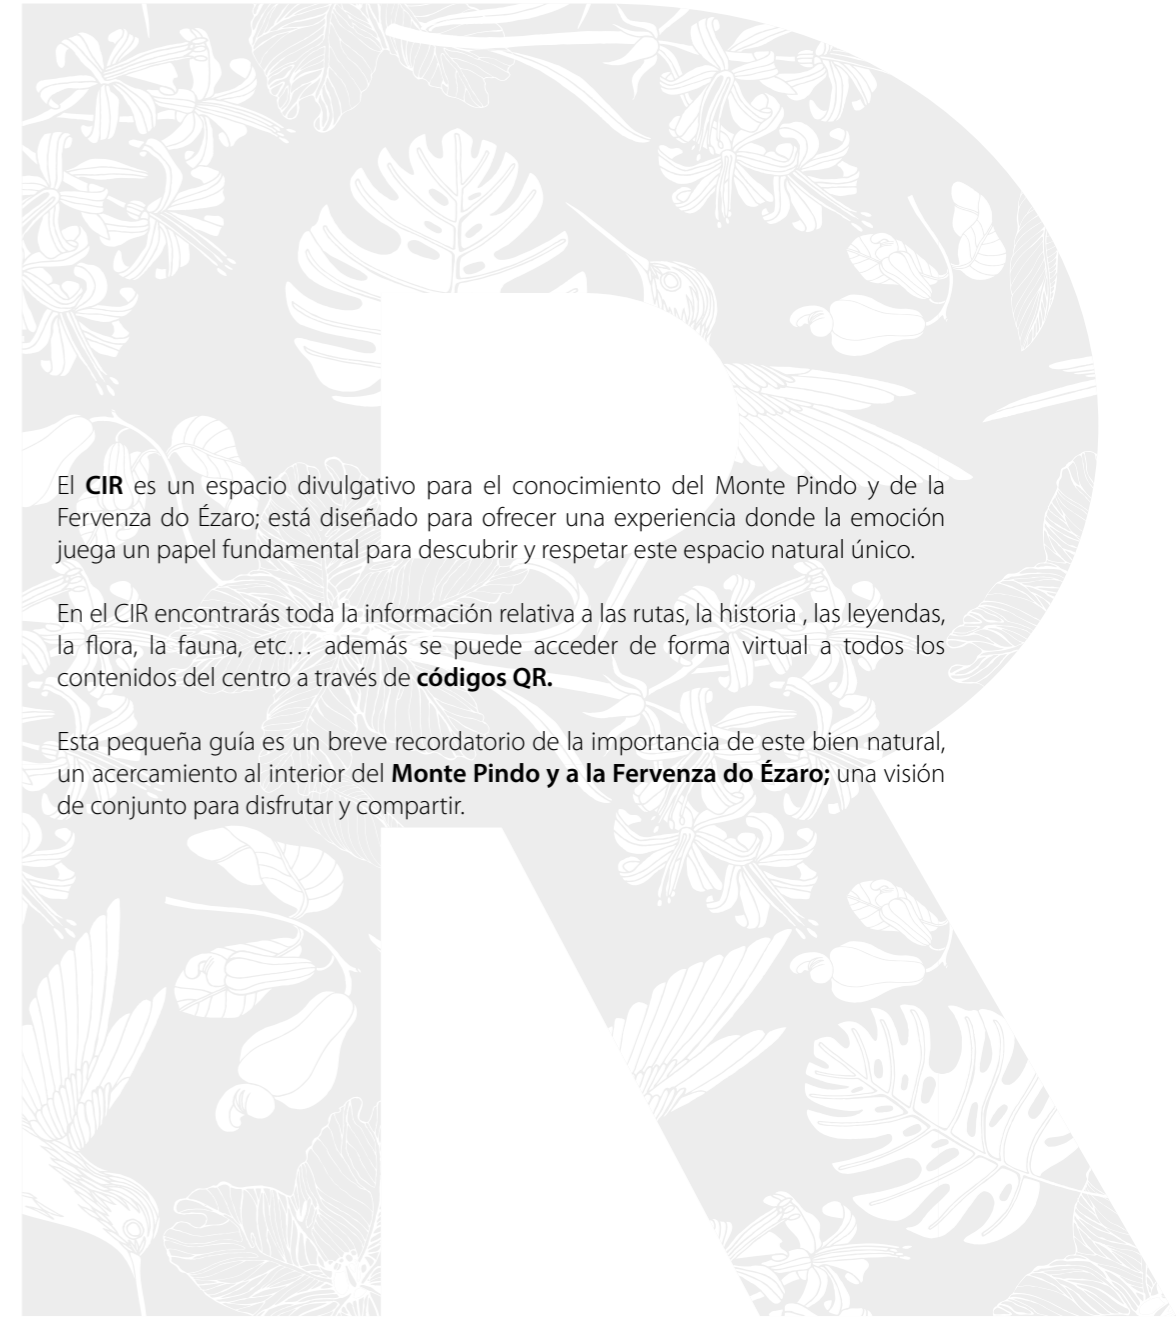 El CIR es un espacio divulgativo para el conocimiento del Monte Pindo y de la
Fervenza do Ézaro; está diseñado para ofrecer una experiencia donde la emoción
juega un papel fundamental para descubrir y respetar este espacio natural único.
En el CIR encontrarás toda la información relativa a las rutas, la historia , las leyendas,
la flora, la fauna, etc… además se puede acceder de forma virtual a todos los
contenidos del centro a través de códigos QR.
Esta pequeña guía es un breve recordatorio de la importancia de este bien natural,
un acercamiento al interior del Monte Pindo y a la Fervenza do Ézaro; una visión
de conjunto para disfrutar y compartir.